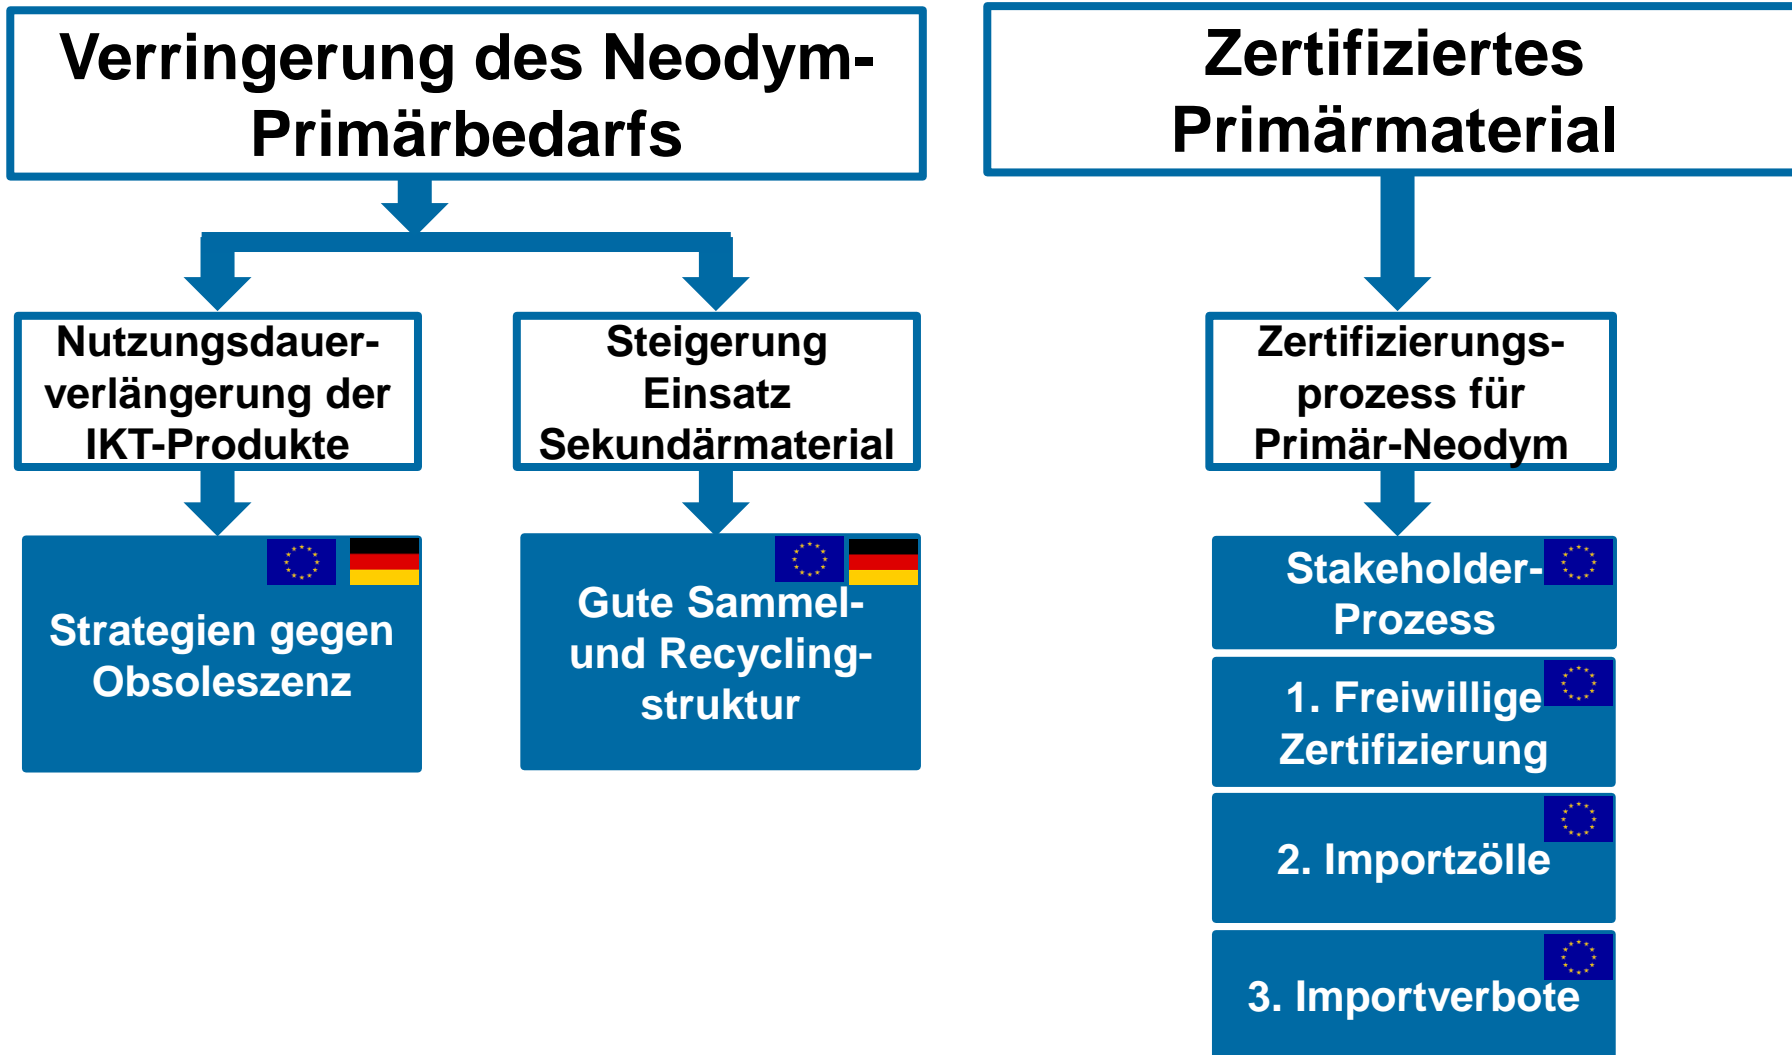 Verringerung des Neodym-
Primärbedarfs
Zertifiziertes
Primärmaterial
Nutzungsdauer-
verlängerung der
IKT-Produkte
Steigerung
Einsatz
Sekundärmaterial
Zertifizierungs-
prozess für
Primär-Neodym
Strategien gegen
Obsoleszenz
Gute Sammel-
und Recycling-
struktur
Stakeholder-
Prozess
1. Freiwillige
Zertifizierung
2. Importzölle
3. Importverbote